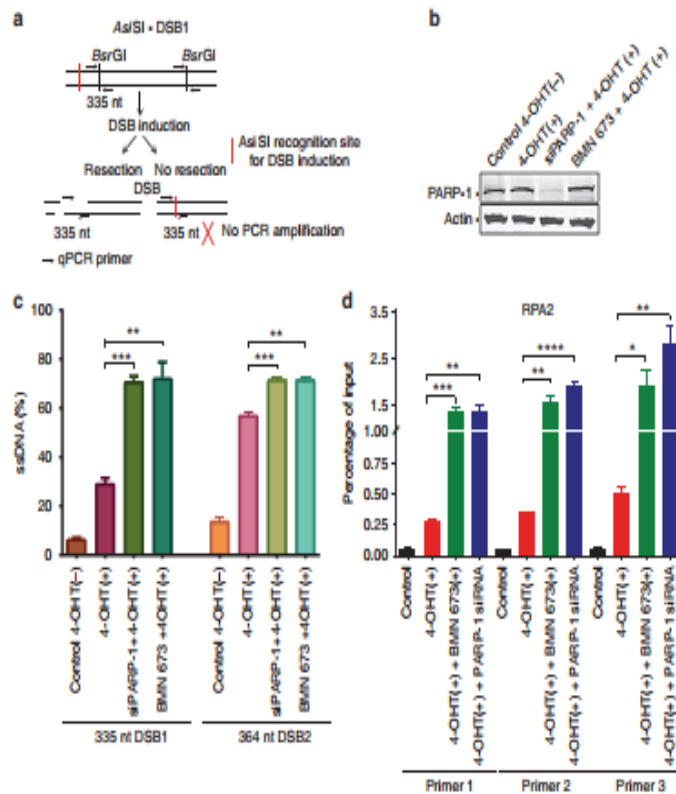 a
AsiSI - DSB1
BsrGI BsrGI
335 nt
DSB induction
Resection No resection
AsiSI recognition site
for DSB induction
DSB
335 nt 335 nt No PCR amplification
qPCR primer
b
Control 4-OHT(–)
4-OHT(+)
siPARP-1 + 4-OHT(+)
BMN 673 + 4-OHT(+)
PARP-1
Actin
c
ssDNA (%)
100
80
60
40
20
0
***
**
***
**
Control 4-OHT(–)
4-OHT(+)
siPARP-1+4-OHT(+)
BMN 673 +4OHT(+)
Control 4-OHT(–)
4-OHT(+)
siPARP-1+4-OHT(+)
BMN 673 +4OHT(+)
335 nt DSB1
364 nt DSB2
d
RPA2
Percentage of input
3.5
2.5
1.5
1.00
0.75
0.50
0.25
0.00
***
**
**
****
*
**
Control
4-OHT(+)
4-OHT(+) + BMN 673(+)
4-OHT(+) + PARP-1 siRNA
Control
4-OHT(+)
4-OHT(+) + BMN 673(+)
4-OHT(+) + PARP-1 siRNA
Control
4-OHT(+)
4-OHT(+) + BMN 673(+)
4-OHT(+) + PARP-1 siRNA
Primer 1
Primer 2
Primer 3